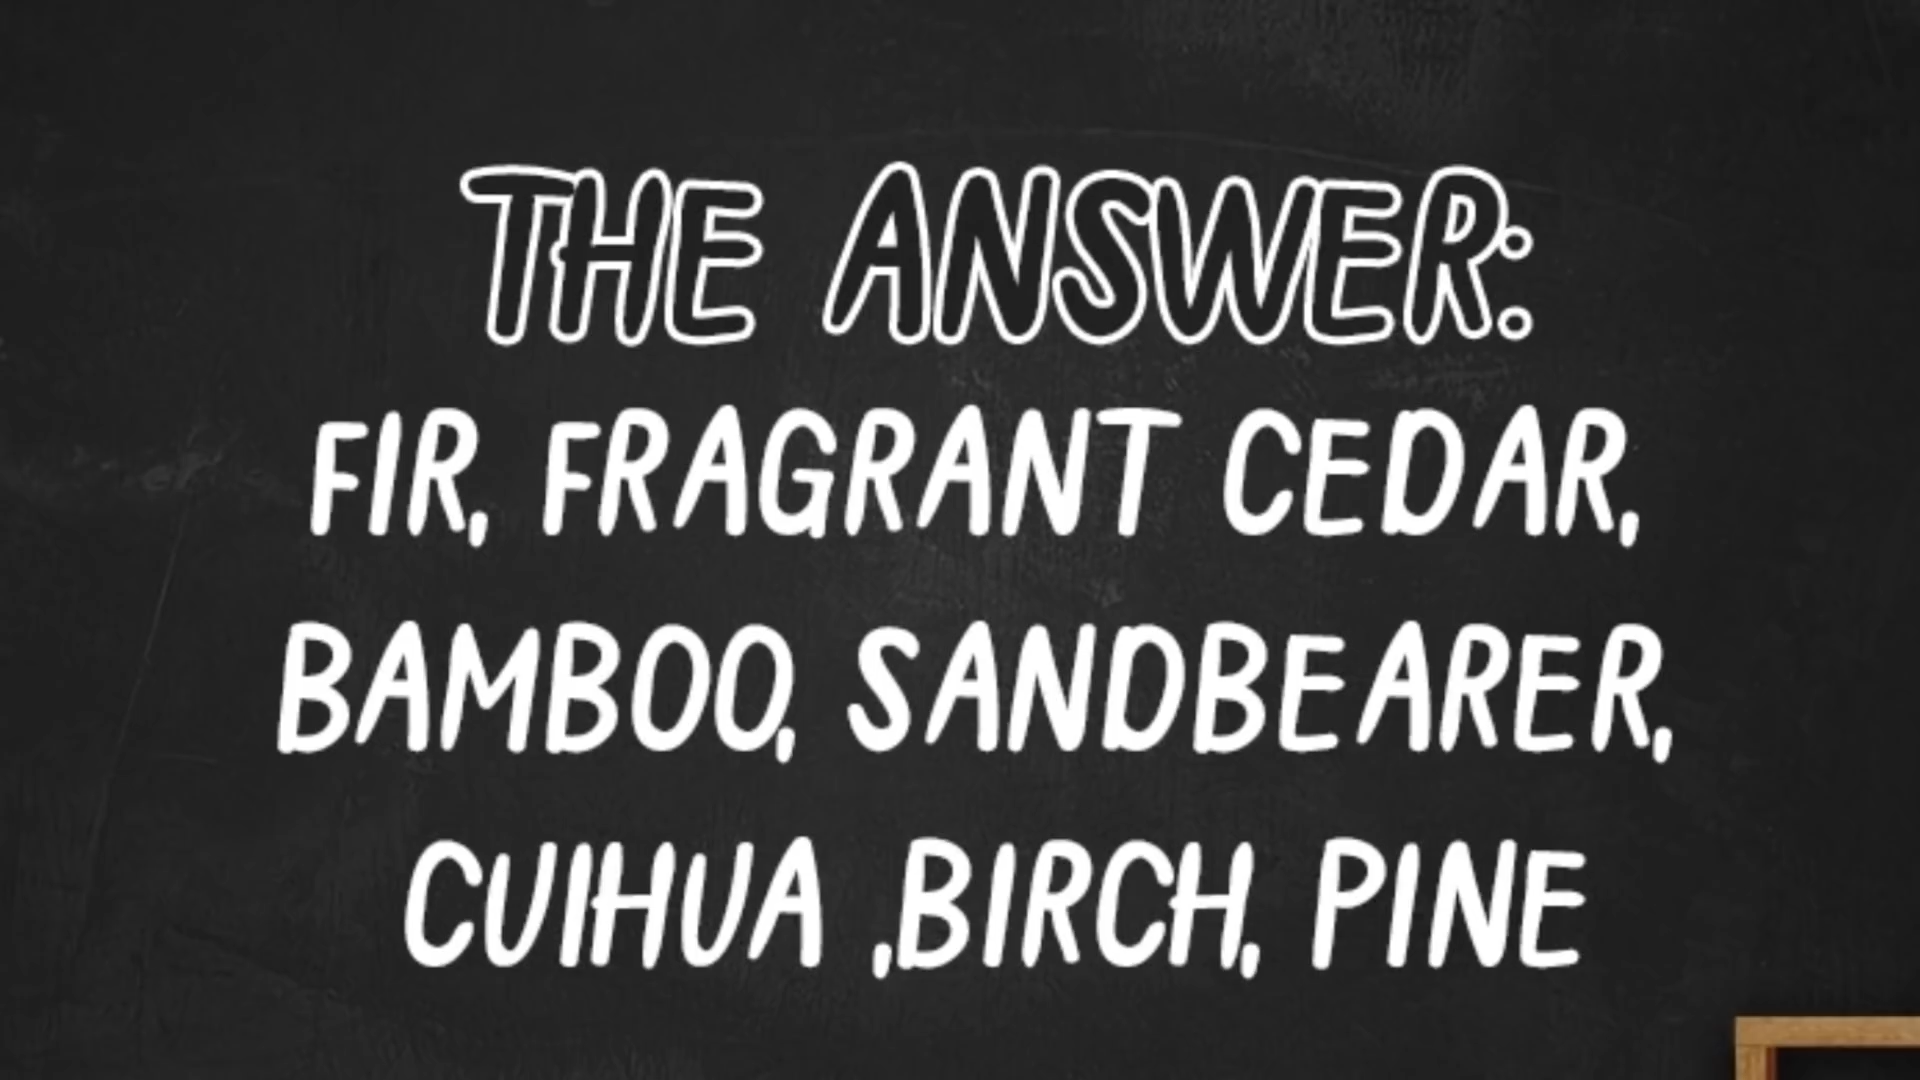 THE ANSWER:
FIR, FRAGRANT CEDAR,
BAMBOO, SANDBEARER,
CUIHUA ,BIRCH, PINE